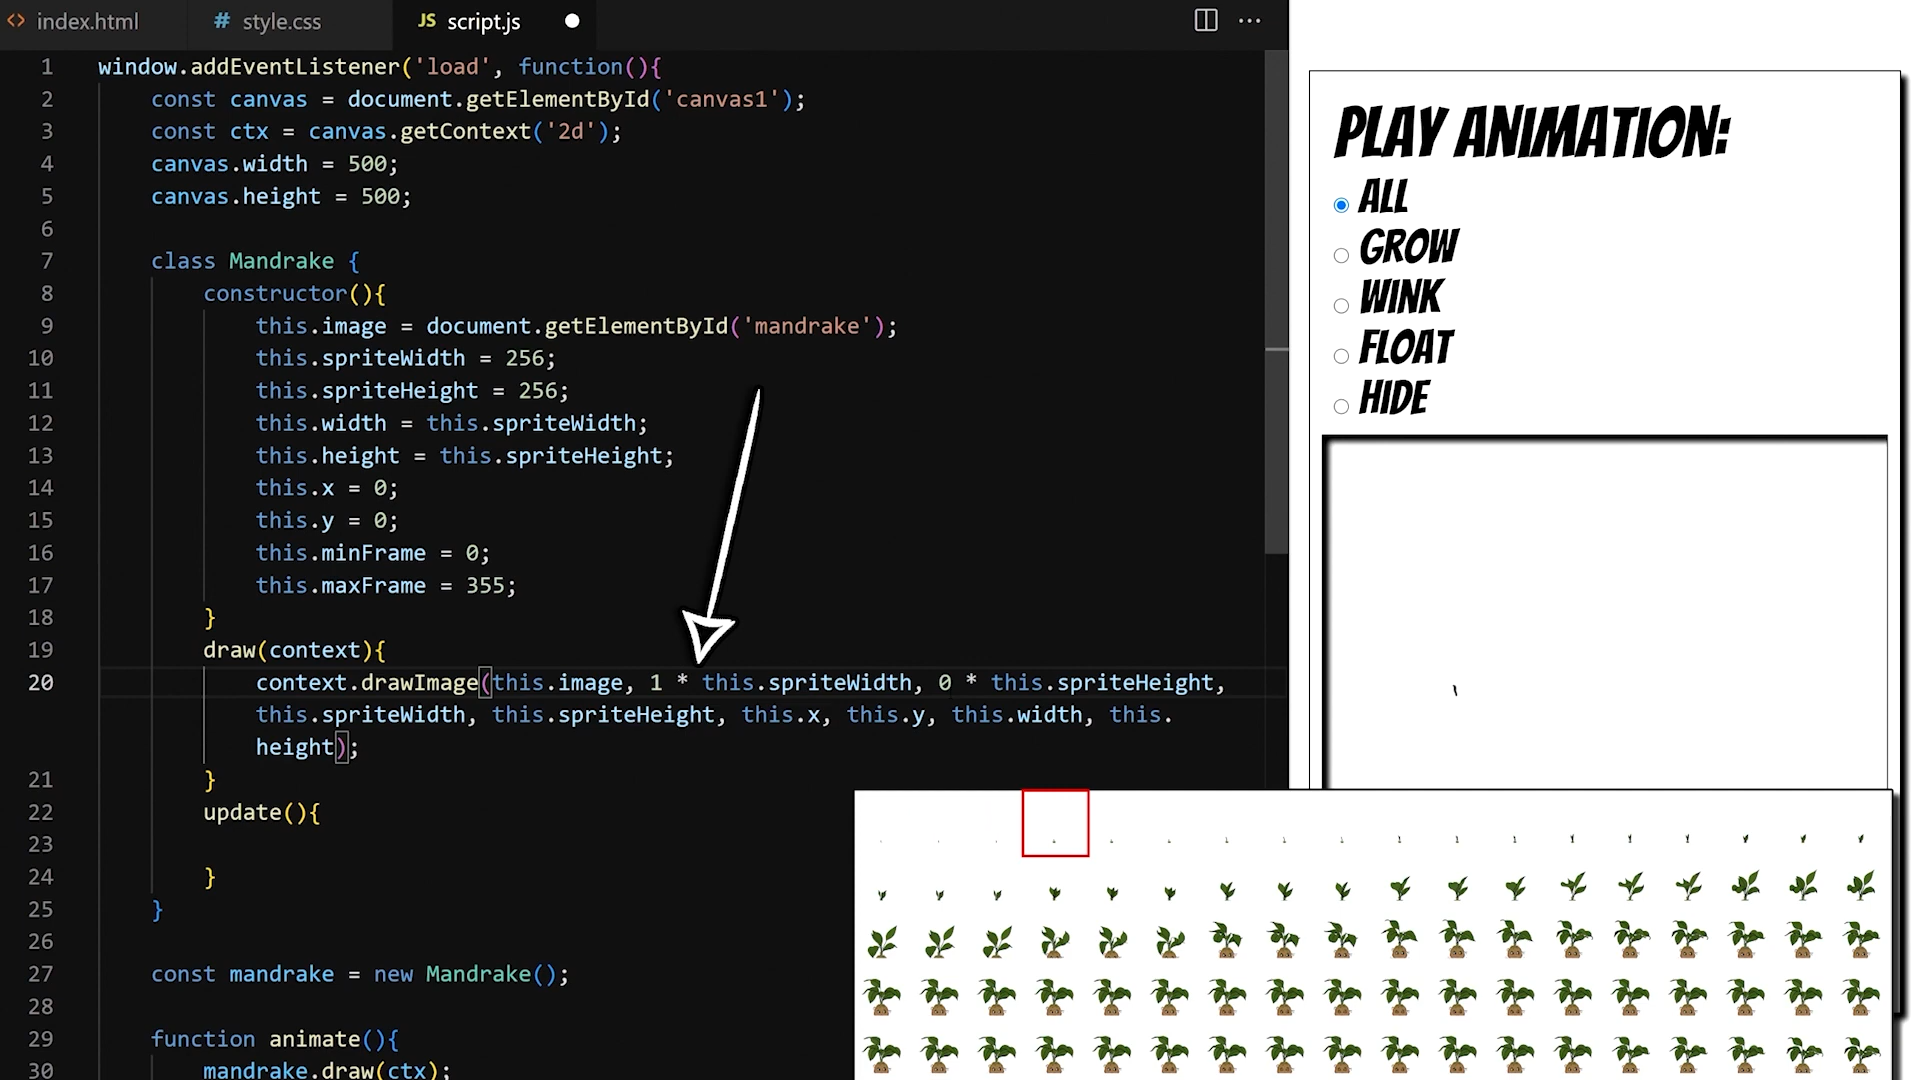 <> index.html # style.css JS script.js
1 window.addEventListener('load', function(){
2 const canvas = document.getElementById('canvas1');
3 const ctx = canvas.getContext('2d');
4 canvas.width = 500;
5 canvas.height = 500;
6
7 class Mandrake {
8 constructor(){
9 this.image = document.getElementById('mandrake');
10 this.spriteWidth = 256;
11 this.spriteHeight = 256;
12 this.width = this.spriteWidth;
13 this.height = this.spriteHeight;
14 this.x = 0;
15 this.y = 0;
16 this.minFrame = 0;
17 this.maxFrame = 355;
18 }
19 draw(context){
20 context.drawImage(this.image, 1 * this.spriteWidth, 0 * this.spriteHeight,
this.spriteWidth, this.spriteHeight, this.x, this.y, this.width, this.
height);
21 }
22 update(){
23
24 }
25 }
26
27 const mandrake = new Mandrake();
28
29 function animate(){
30 mandrake.draw(ctx);
PLAY ANIMATION:
ALL
GROW
WINK
FLOAT
HIDE